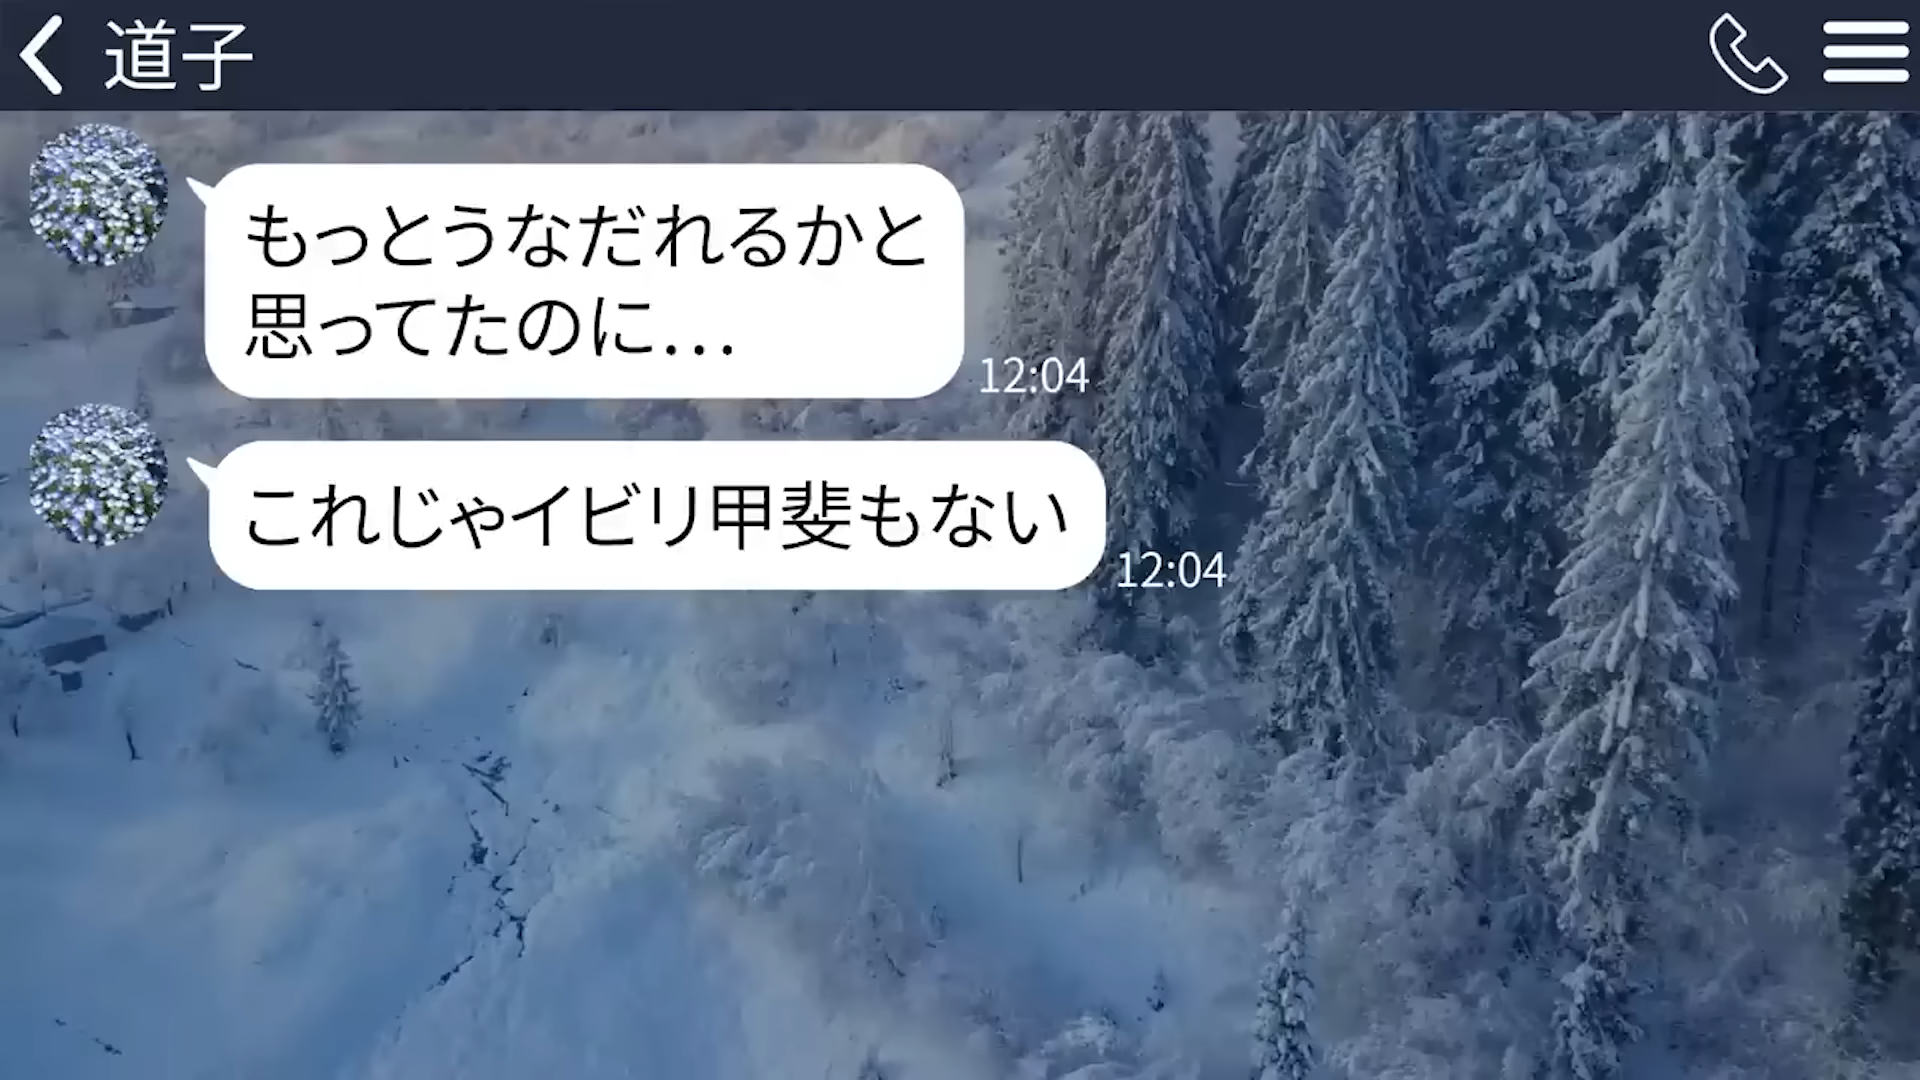 道子
もっとうなだれるかと
思ってたのに…
12:04
これじゃイビリ甲斐もない
12:04